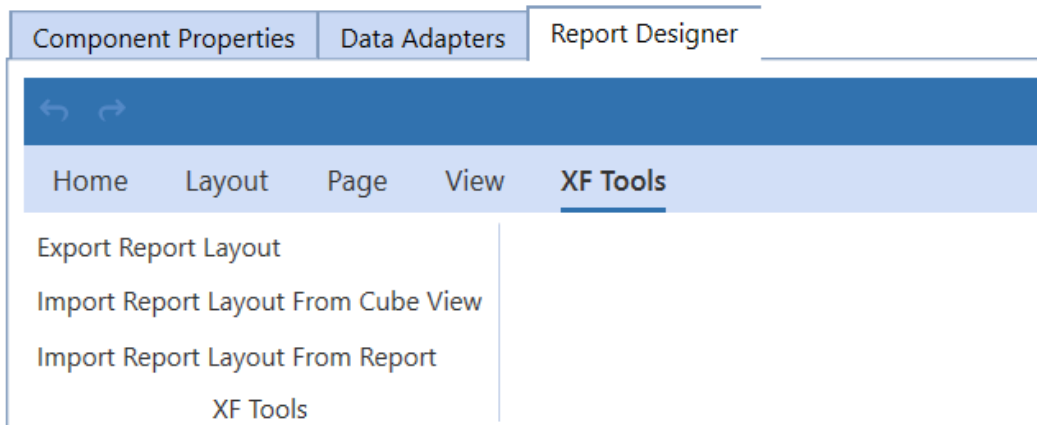 Component Properties Data Adapters Report Designer
Home Layout Page View XF Tools
Export Report Layout
Import Report Layout From Cube View
Import Report Layout From Report
XF Tools